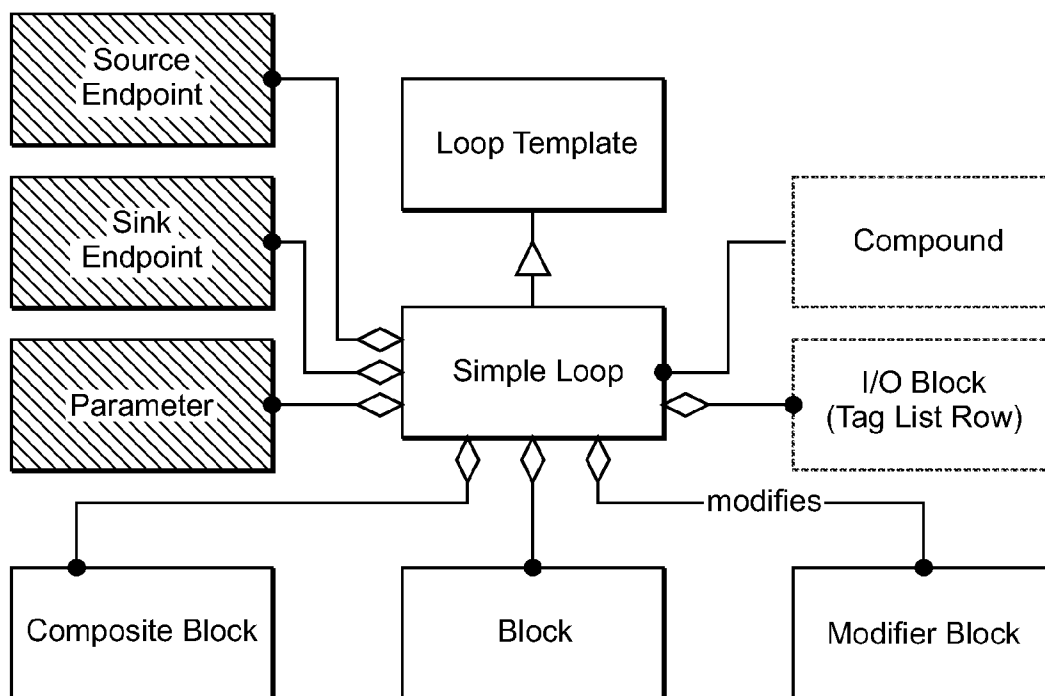 Source
Endpoint
Loop Template
Sink
Endpoint
Compound
Parameter
Simple Loop
I/O Block
(Tag List Row)
modifies
Composite Block
Block
Modifier Block